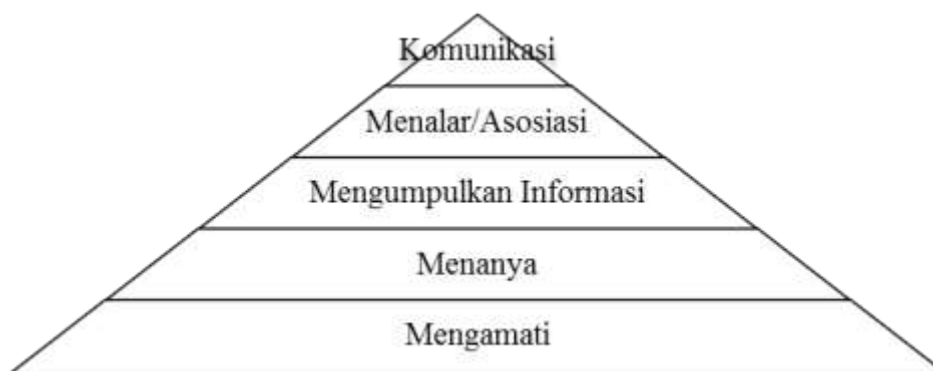 Komunikasi
Menalar/Asosiasi
Mengumpulkan Informasi
Menanya
Mengamati